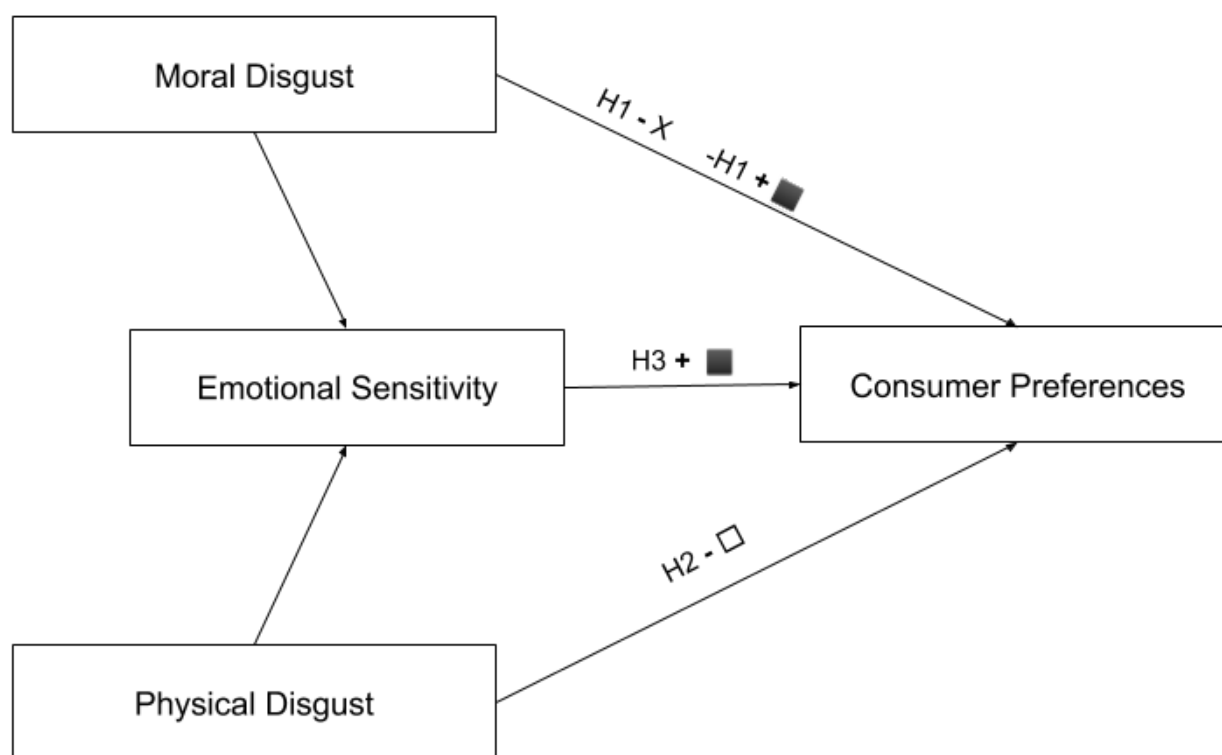 Moral Disgust
H1 - X
-H1 + ■
Emotional Sensitivity
H3 + ■
Consumer Preferences
H2 - □
Physical Disgust